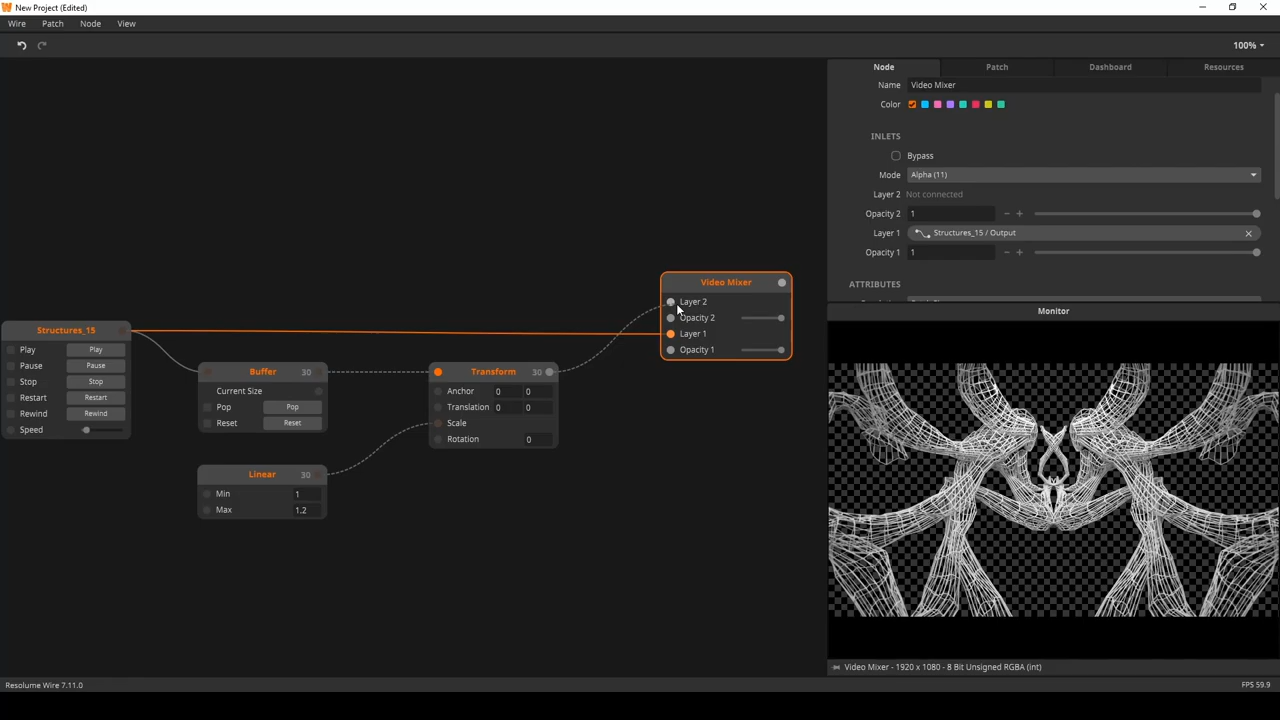 New Project (Edited)
Wire Patch Node View
100%
Node Patch Dashboard Resources
Name Video Mixer
Color
INLETS
Bypass
Mode Alpha (11)
Layer 2 Not connected
Opacity 2 1 − +
Layer 1 Structures_15 / Output
Opacity 1 1 − +
ATTRIBUTES
Monitor
Video Mixer - 1920 x 1080 - 8 Bit Unsigned RGBA (int)
Video Mixer
Layer 2
Opacity 2
Layer 1
Opacity 1
Structures_15
Play Play
Pause Pause
Stop Stop
Restart Restart
Rewind Rewind
Speed
Buffer 30
Current Size
Pop Pop
Reset Reset
Transform 30
Anchor 0 0
Translation 0 0
Scale
Rotation 0
Linear 30
Min 1
Max 1.2
Resolume Wire 7.11.0
FPS 59.9